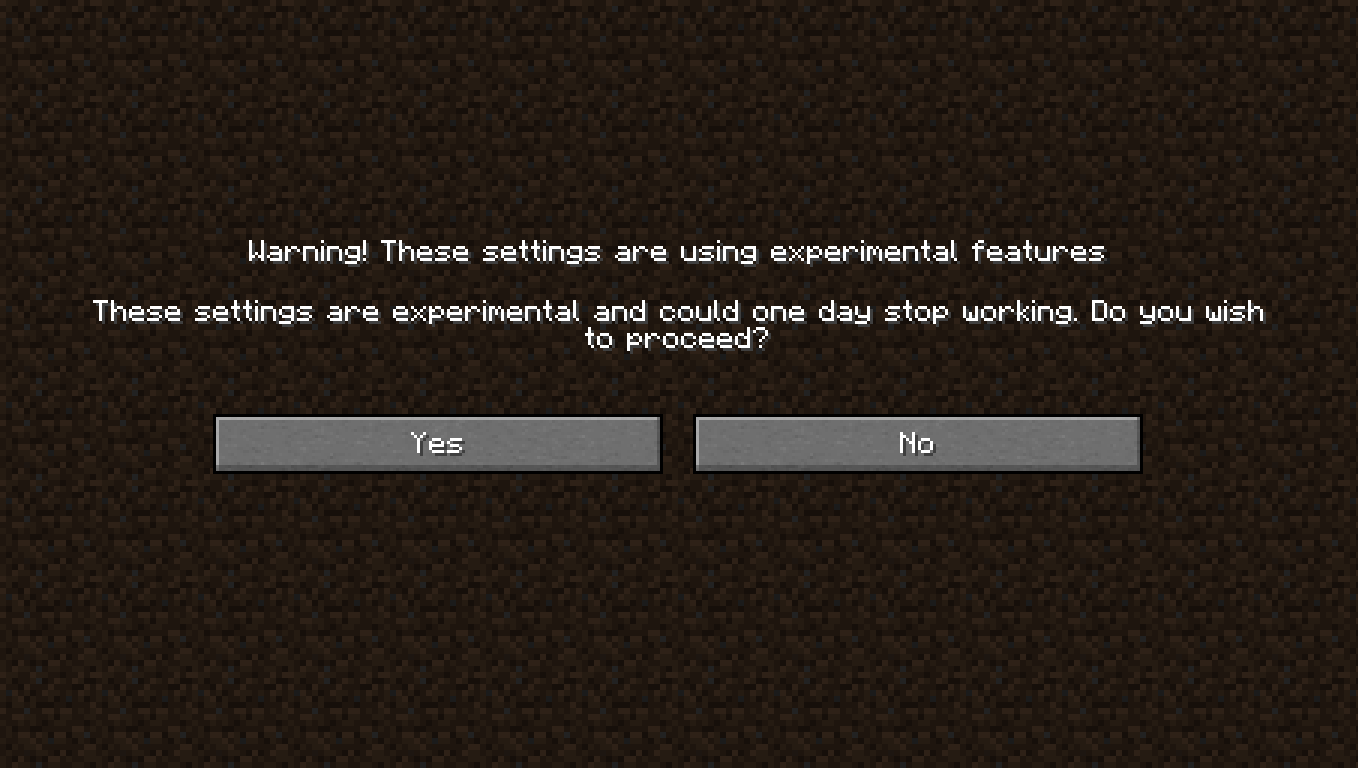 Warning! These settings are using experimental features
These settings are experimental and could one day stop working. Do you wish
to proceed?
Yes
No